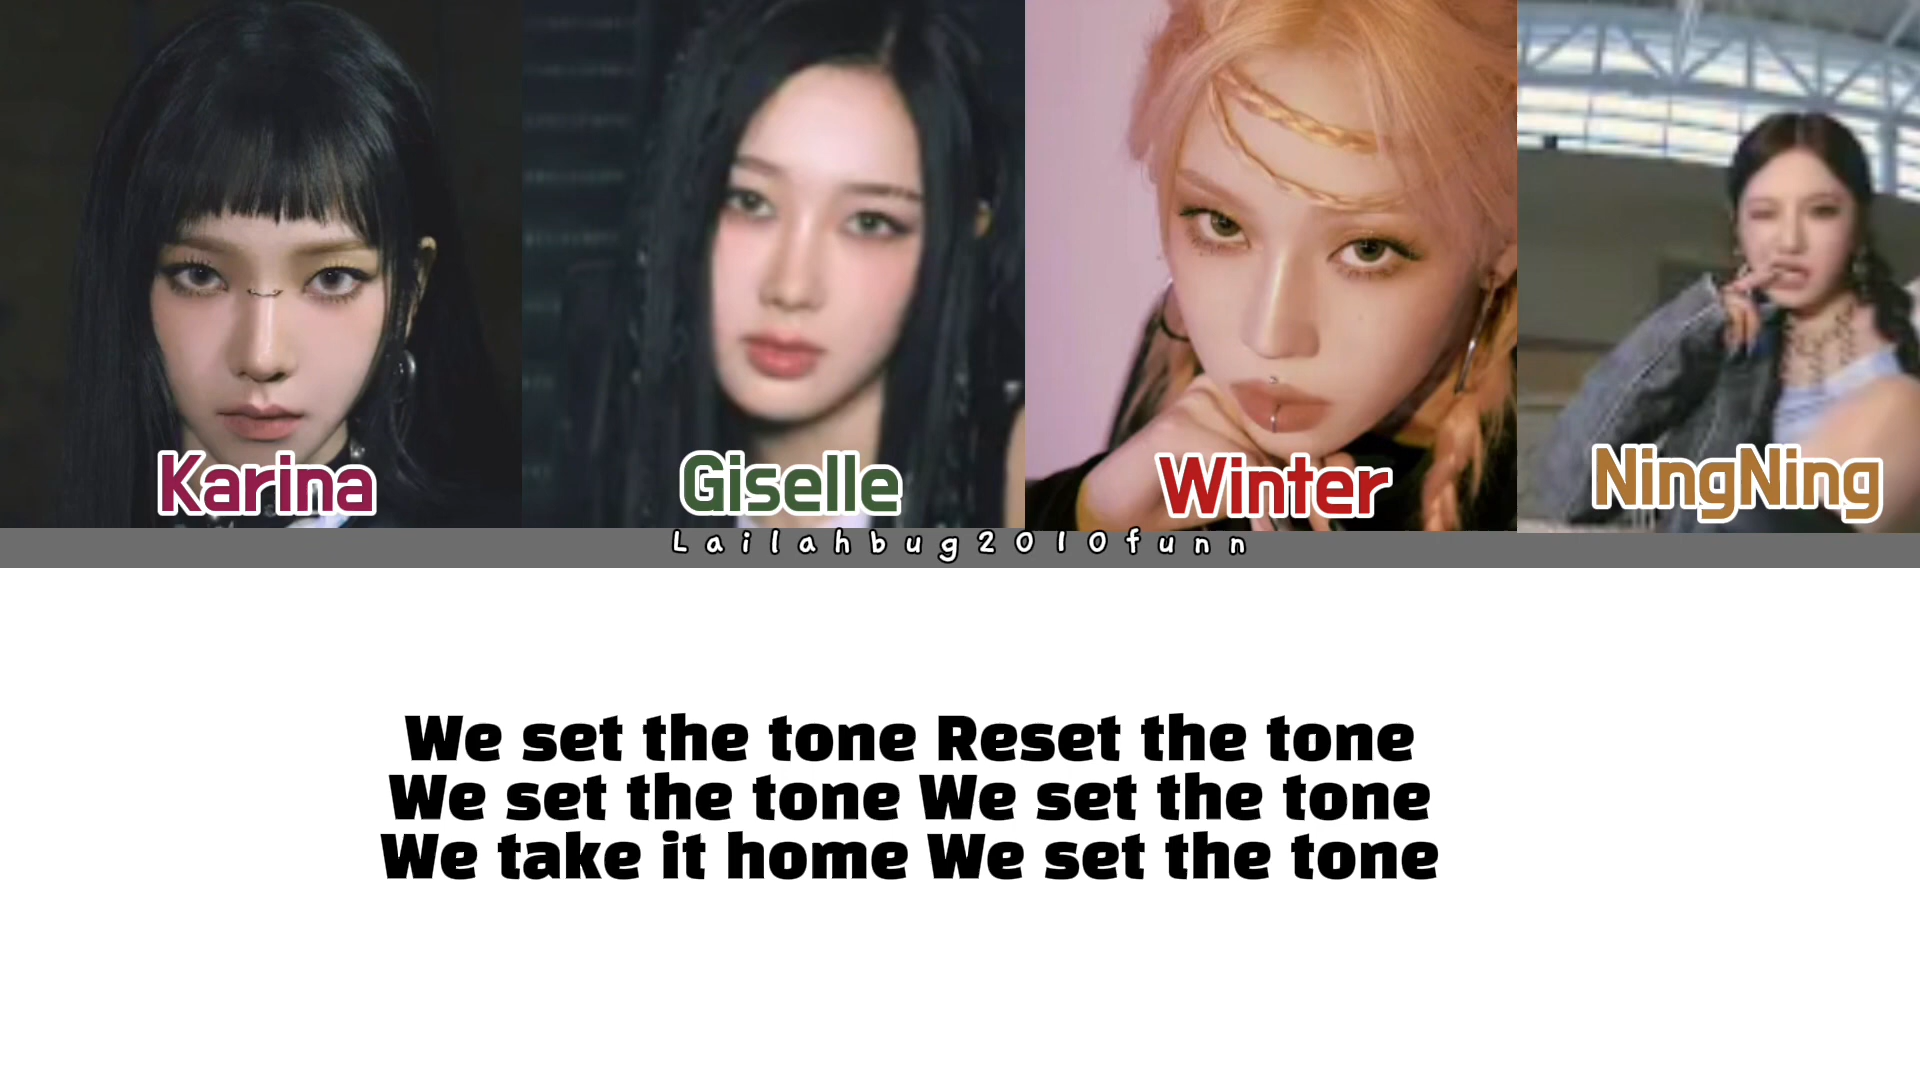 Karina Giselle Winter NingNing
Lailahbug2010funn
We set the tone Reset the tone
We set the tone We set the tone
We take it home We set the tone